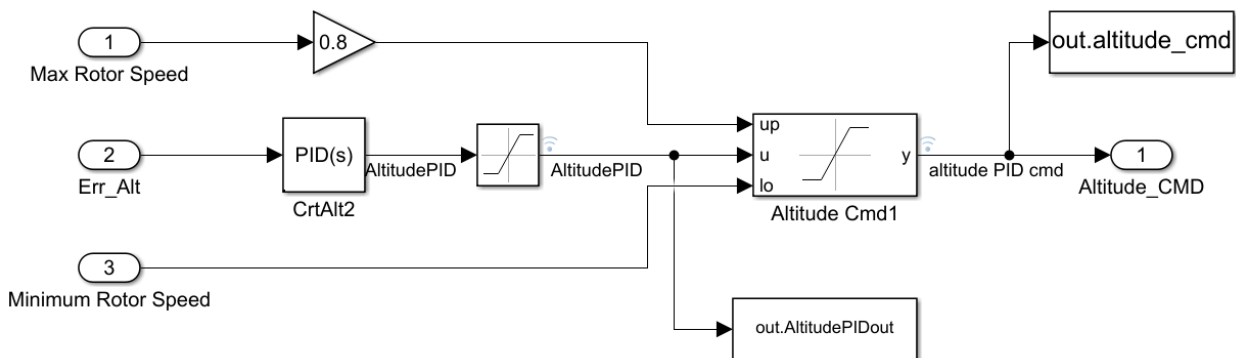 1
Max Rotor Speed
0.8
out.altitude_cmd
2
Err_Alt
PID(s)
CrtAlt2
AltitudePID
AltitudePID
up
u
lo
y
Altitude Cmd1
altitude PID cmd
1
Altitude_CMD
3
Minimum Rotor Speed
out.AltitudePIDout